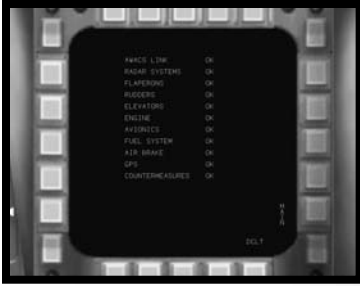 AWACS LINK OK
RADAR SYSTEMS OK
FLAPERONS OK
RUDDERS OK
ELEVATORS OK
ENGINE OK
AVIONICS OK
FUEL SYSTEM OK
AIR BRAKE OK
GPS OK
COUNTERMEASURES OK
MAIN
DCLT